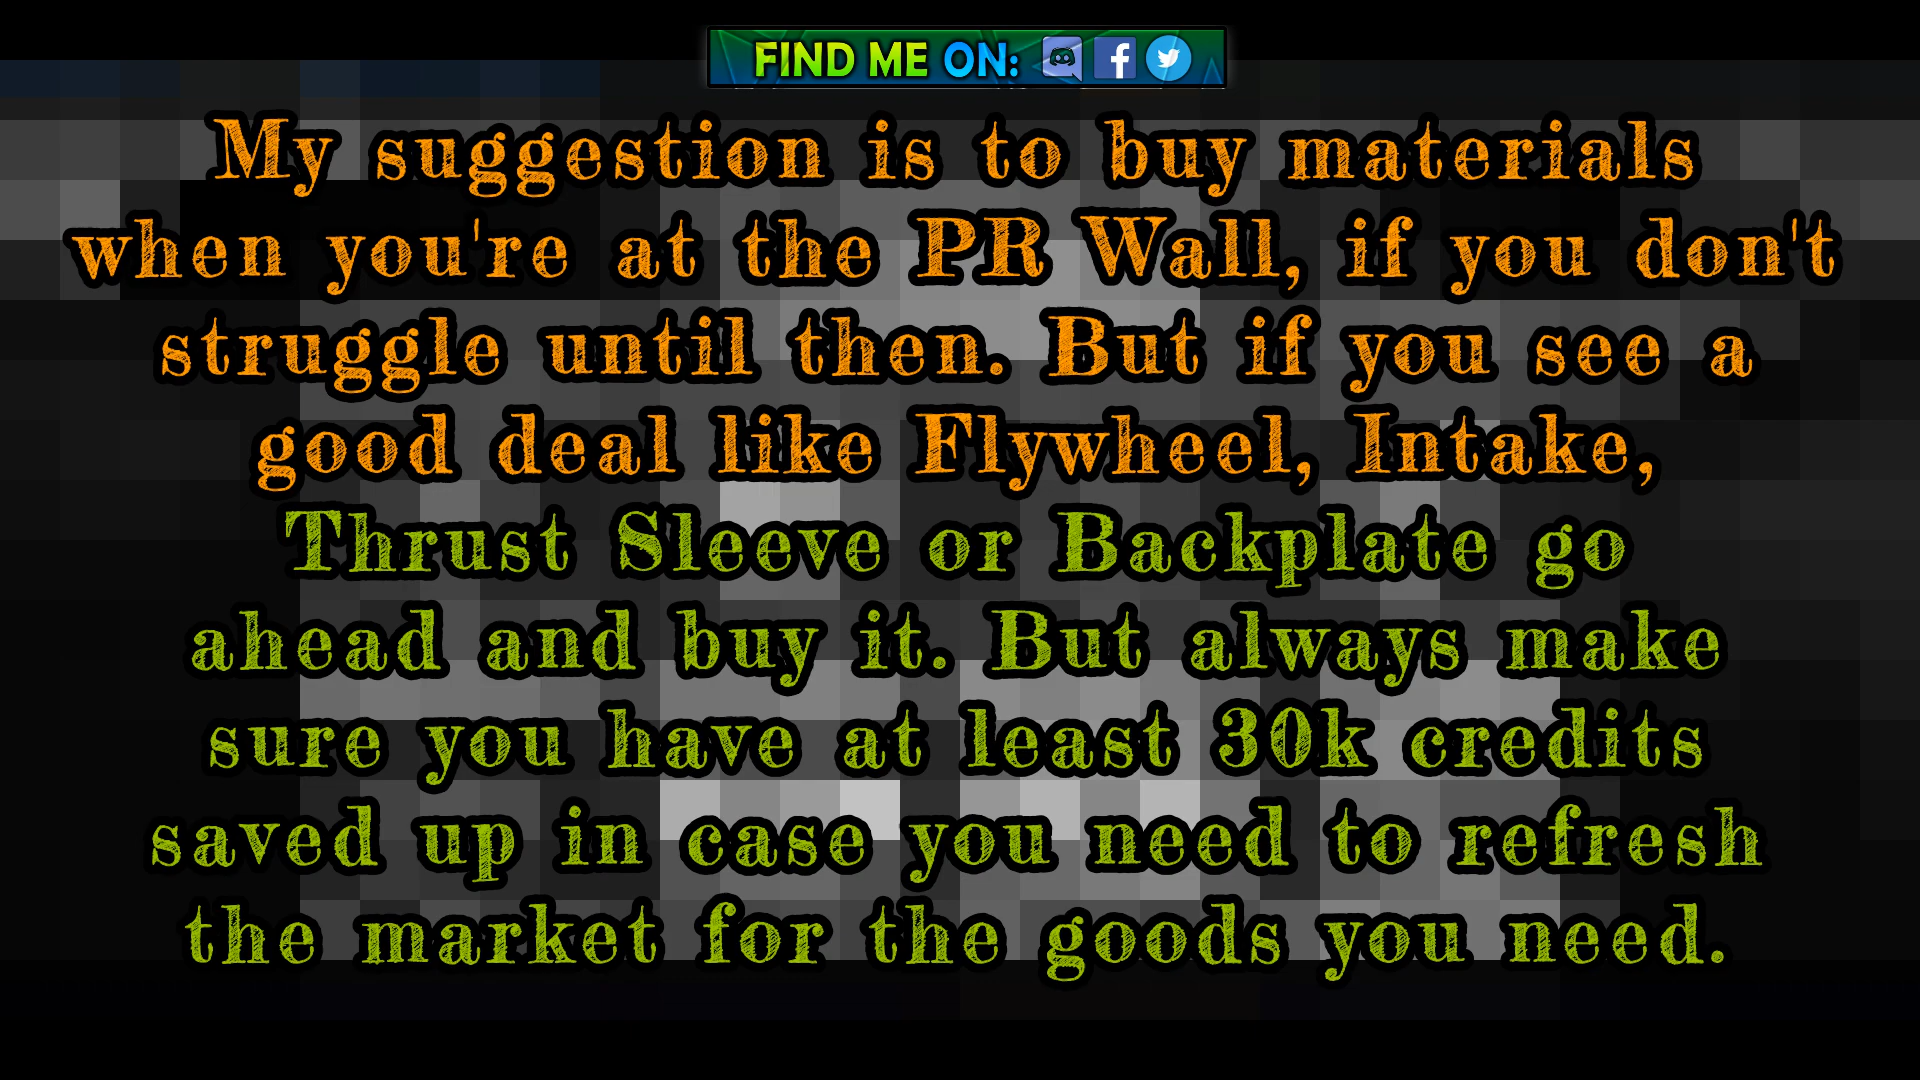 FIND ME ON:
My suggestion is to buy materials
when you're at the PR Wall, if you don't
struggle until then. But if you see a
good deal like Flywheel, Intake,
Thrust Sleeve or Backplate go
ahead and buy it. But always make
sure you have at least 30k credits
saved up in case you need to refresh
the market for the goods you need.